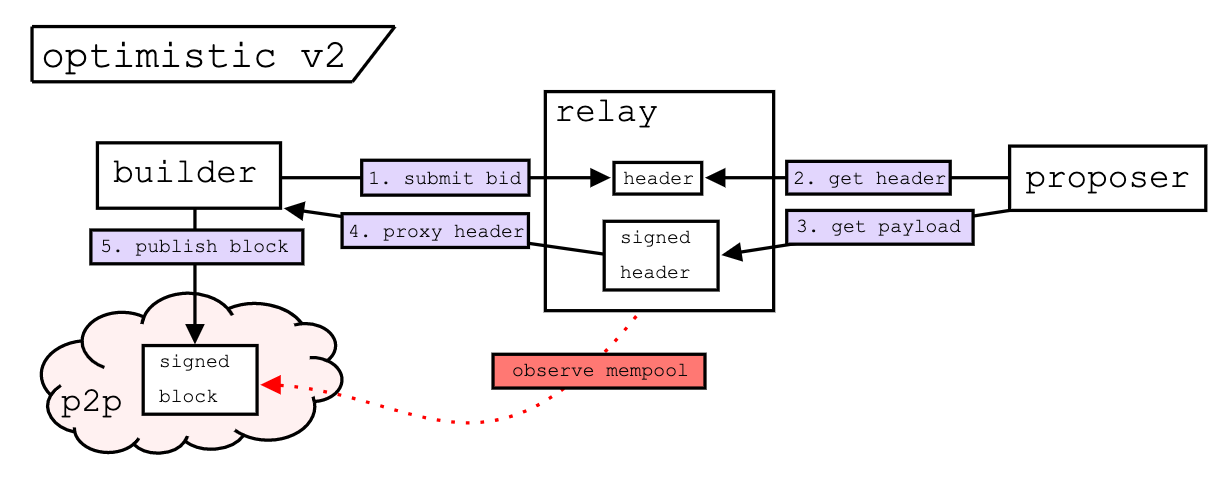 optimistic v2
relay
builder
1. submit bid
header
2. get header
proposer
4. proxy header
signed
header
3. get payload
5. publish block
signed
block
p2p
observe mempool